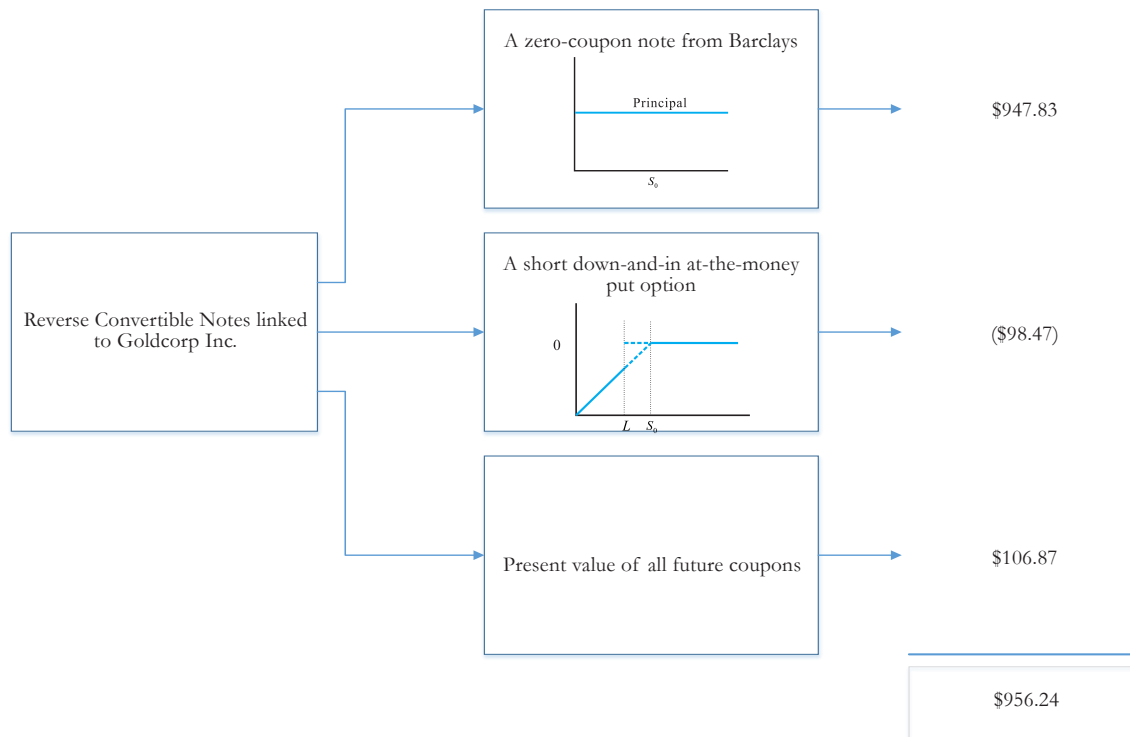 A zero-coupon note from Barclays
Principal
S₀
$947.83
Reverse Convertible Notes linked
to Goldcorp Inc.
A short down-and-in at-the-money
put option
0
L S₀
($98.47)
Present value of all future coupons
$106.87
$956.24